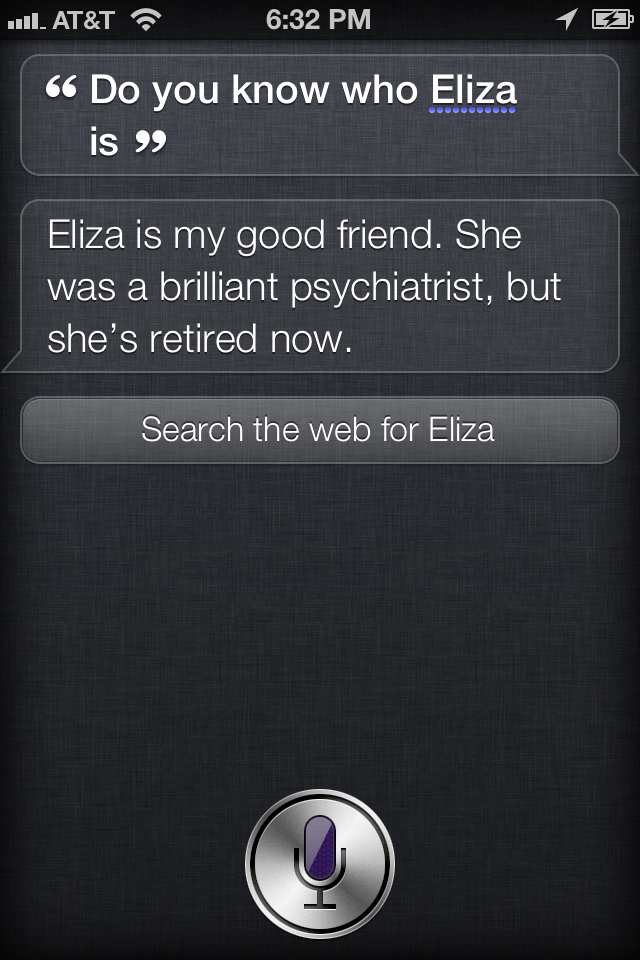 AT&T 6:32 PM
“ Do you know who Eliza
is ”
Eliza is my good friend. She
was a brilliant psychiatrist, but
she’s retired now.
Search the web for Eliza